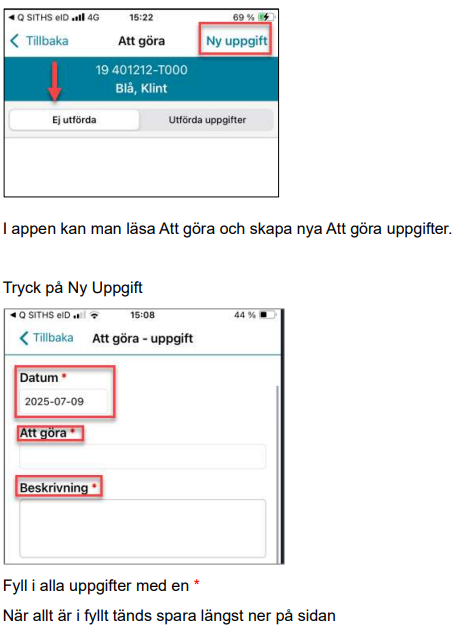 Q SITHS eID 4G 15:22 69 %
Tillbaka Att göra Ny uppgift
19 401212-T000
Blå, Klint
Ej utförda Utförda uppgifter
I appen kan man läsa Att göra och skapa nya Att göra uppgifter.
Tryck på Ny Uppgift
Q SITHS eID 15:08 44 %
Tillbaka Att göra - uppgift
Datum *
2025-07-09
Att göra *
Beskrivning *
Fyll i alla uppgifter med en *
När allt är i fyllt tänds spara längst ner på sidan